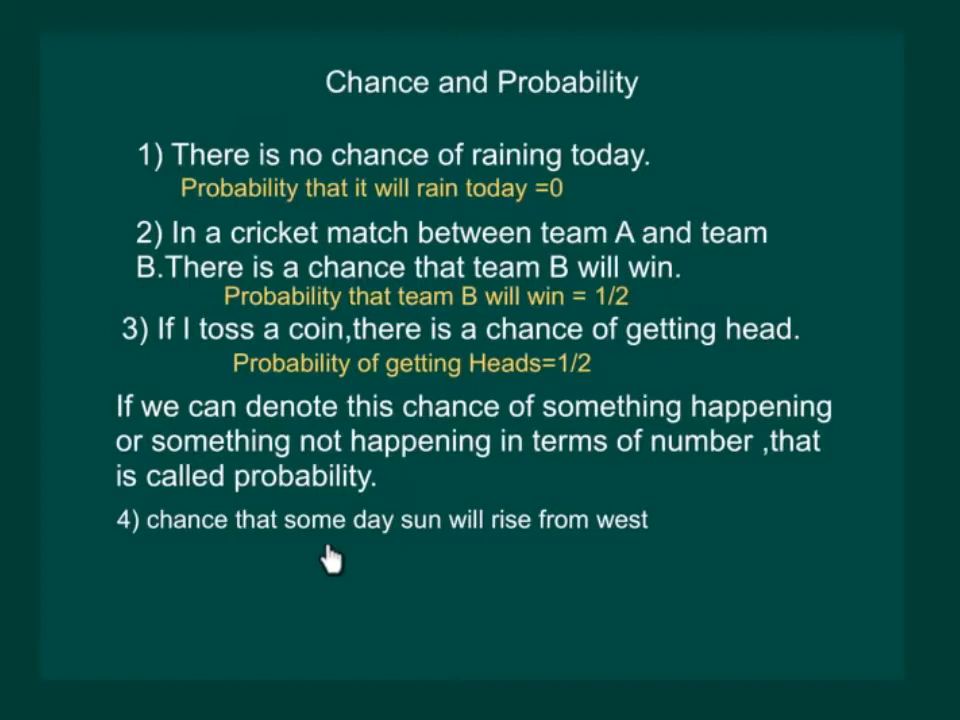 Chance and Probability
1) There is no chance of raining today.
Probability that it will rain today =0
2) In a cricket match between team A and team
B.There is a chance that team B will win.
Probability that team B will win = 1/2
3) If I toss a coin,there is a chance of getting head.
Probability of getting Heads=1/2
If we can denote this chance of something happening
or something not happening in terms of number ,that
is called probability.
4) chance that some day sun will rise from west